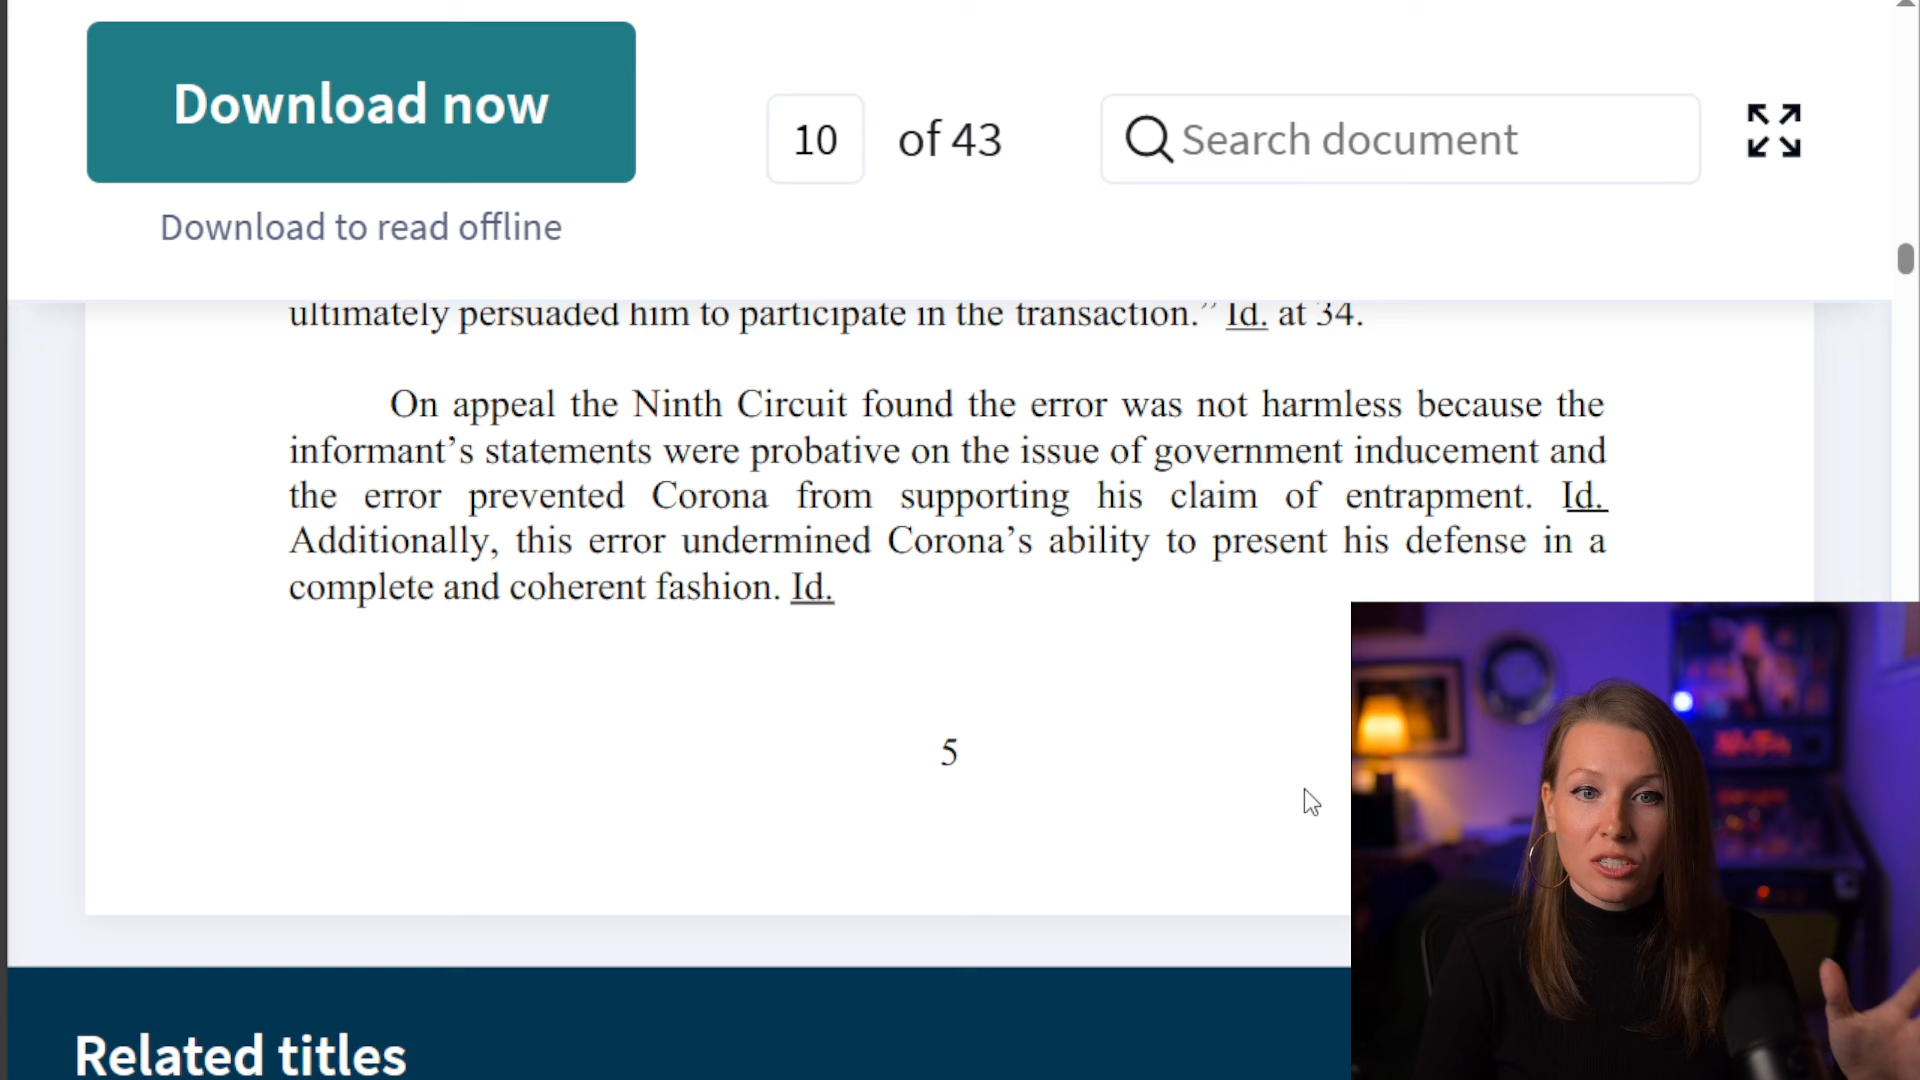 Download now
10 of 43
Search document
Download to read offline
ultimately persuaded him to participate in the transaction.” Id. at 34.
On appeal the Ninth Circuit found the error was not harmless because the
informant’s statements were probative on the issue of government inducement and
the error prevented Corona from supporting his claim of entrapment. Id.
Additionally, this error undermined Corona’s ability to present his defense in a
complete and coherent fashion. Id.
5
Related titles